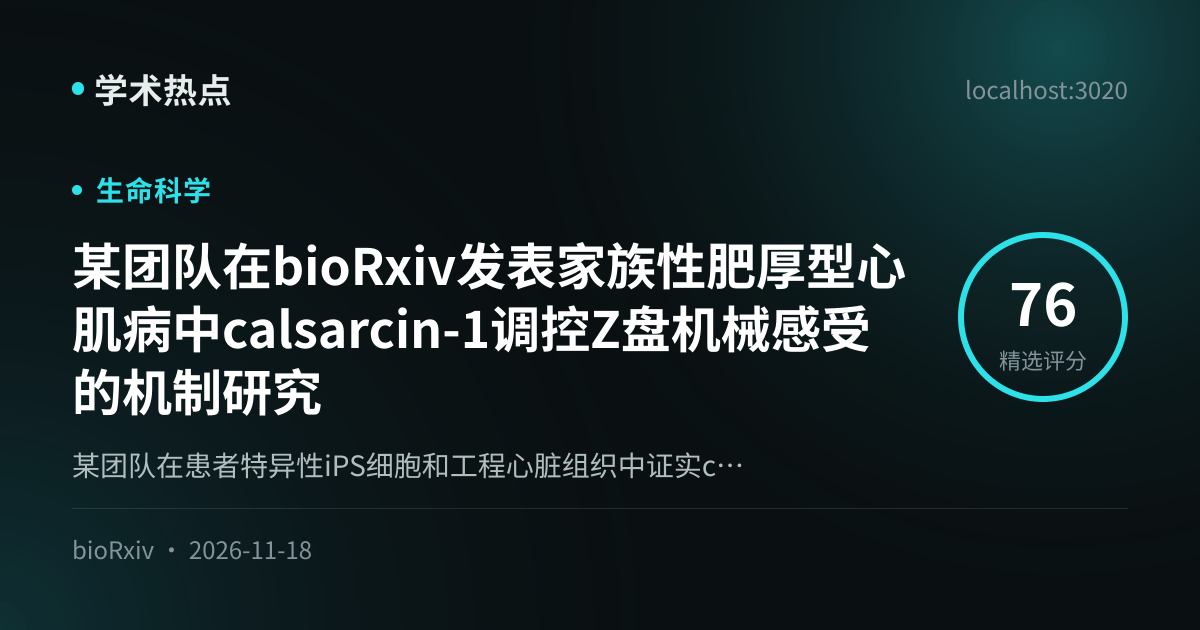 学术热点
localhost:3020
生命科学
某团队在bioRxiv发表家族性肥厚型心
肌病中calsarcin-1调控Z盘机械感受
的机制研究
76
精选评分
某团队在患者特异性iPS细胞和工程心脏组织中证实c…
bioRxiv · 2026-11-18